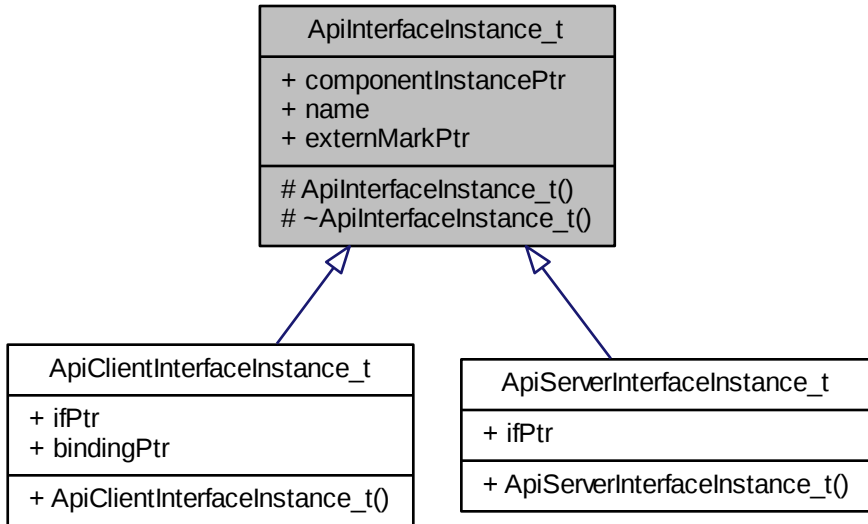 ApiInterfaceInstance_t
+ componentInstancePtr
+ name
+ externMarkPtr
# ApiInterfaceInstance_t()
# ~ApiInterfaceInstance_t()
ApiClientInterfaceInstance_t
+ ifPtr
+ bindingPtr
+ ApiClientInterfaceInstance_t()
ApiServerInterfaceInstance_t
+ ifPtr
+ ApiServerInterfaceInstance_t()